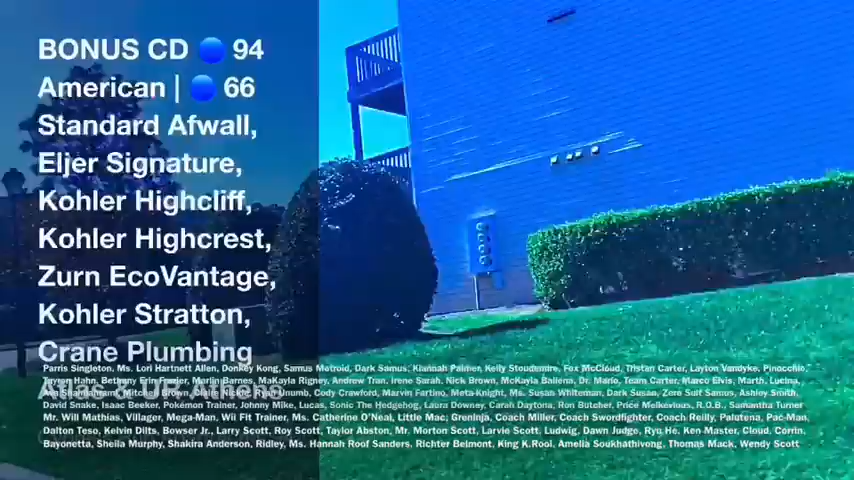 BONUS CD 🔵 94
American | 🔵 66
Standard Afwall,
Eljer Signature,
Kohler Highcliff,
Kohler Highcrest,
Zurn EcoVantage,
Kohler Stratton,
Crane Plumbing
Parris Singleton, Ms. Lori Hartnett Allen, Donkey Kong, Samus Metroid, Dark Samus, Kiannah Palmer, Kelly Stoudemire, Fox McCloud, Tristan Carter, Layton Vandyke, Pinocchio,
Hahn, Bethany Erin Frazier, Marlin Barnes, MaKayla Rigney, Andrew Tran, Irene Sarah, Nick Brown, McKayla Ballena, Dr. Mario, Team Carter, Marco Elvis, Marth, Lucina,
Brown, Cody Crawford, Marvin Fartino, Meta-Knight, Ms. Susan Whiteman, Dark Susan, Zero Suit Samus, Ashley Smith,
David Snake, Isaac Beeker, Pokémon Trainer, Johnny Mike, Lucas, Sonic The Hedgehog, Laura Downey, Carah Daytona, Ron Butcher, Price Melkevious, R.O.B., Samantha Turner
Mr. Will Mathias, Villager, Mega-Man, Wii Fit Trainer, Ms. Catherine O'Neal, Little Mac, Greninja, Coach Miller, Coach Swordfighter, Coach Reilly, Palutena, Pac-Man,
Dalton Teso, Kelvin Dilts, Bowser Jr., Larry Scott, Roy Scott, Taylor Abston, Mr. Morton Scott, Larvie Scott, Ludwig, Dawn Judge, Ryu He, Ken Master, Cloud, Corrin,
Bayonetta, Sheila Murphy, Shakira Anderson, Ridley, Ms. Hannah Roof Sanders, Richter Belmont, King K.Rool, Amelia Soukhathivong, Thomas Mack, Wendy Scott